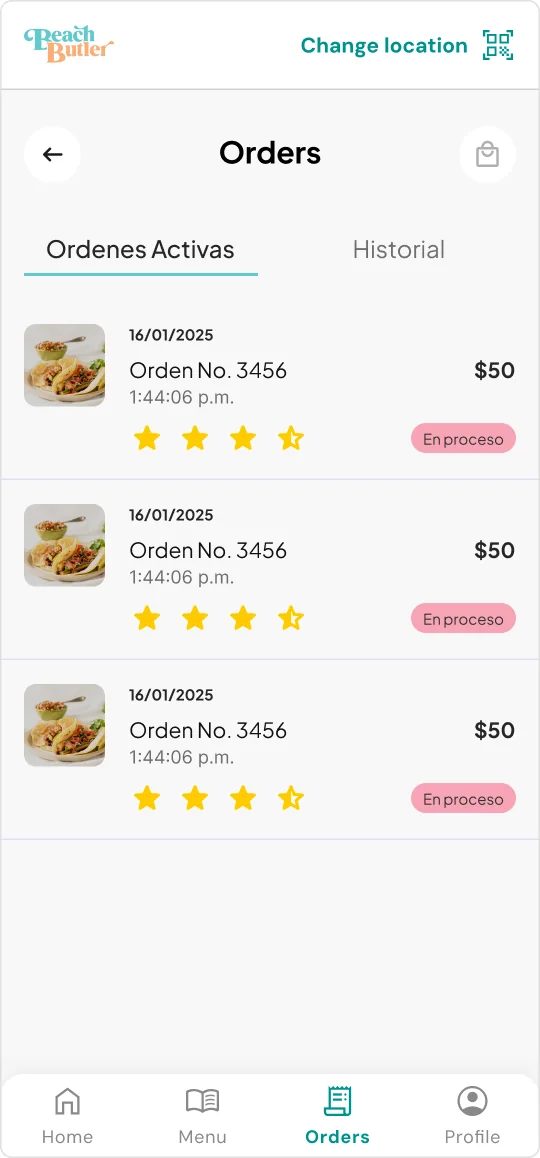 Beach
Butler
Change location
Orders
Ordenes Activas
Historial
16/01/2025
Orden No. 3456
$50
1:44:06 p.m.
En proceso
16/01/2025
Orden No. 3456
$50
1:44:06 p.m.
En proceso
16/01/2025
Orden No. 3456
$50
1:44:06 p.m.
En proceso
Home
Menu
Orders
Profile